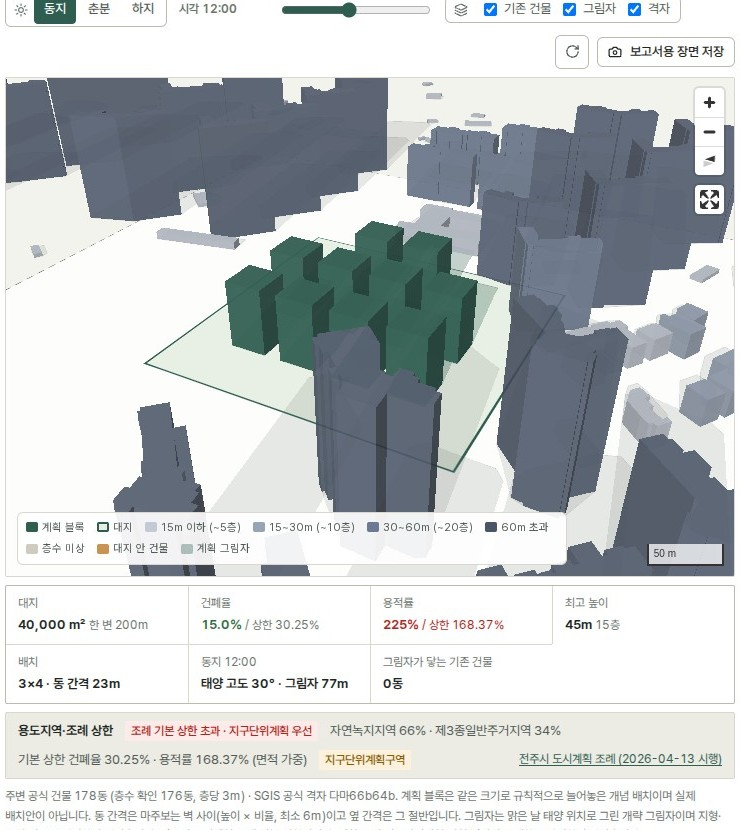 동지 춘분 하지 시각 12:00 기존 건물 그림자 격자
보고서용 장면 저장
계획 블록 대지 15m 이하 (~5층) 15~30m (~10층) 30~60m (~20층) 60m 초과
층수 미상 대지 안 건물 계획 그림자
50 m
대지 건폐율 용적률 최고 높이
40,000 m² 한 변 200m 15.0% / 상한 30.25% 225% / 상한 168.37% 45m 15층
배치 동지 12:00 그림자가 닿는 기존 건물
3×4 · 동 간격 23m 태양 고도 30° · 그림자 77m 0동
용도지역·조례 상한 조례 기본 상한 초과 · 지구단위계획 우선 자연녹지지역 66% · 제3종일반주거지역 34%
기본 상한 건폐율 30.25% · 용적률 168.37% (면적 가중) 지구단위계획구역 전주시 도시계획 조례 (2026-04-13 시행)
주변 공식 건물 178동 (층수 확인 176동, 층당 3m) · SGIS 공식 격자 다마66b64b. 계획 블록은 같은 크기로 규칙적으로 늘어놓은 개념 배치이며 실제
배치안이 아닙니다. 동 간격은 마주보는 벽 사이(높이 × 비율, 최소 6m)이고 옆 간격은 그 절반입니다. 그림자는 맑은 날 태양 위치로 그린 개략 그림자이며 지형·